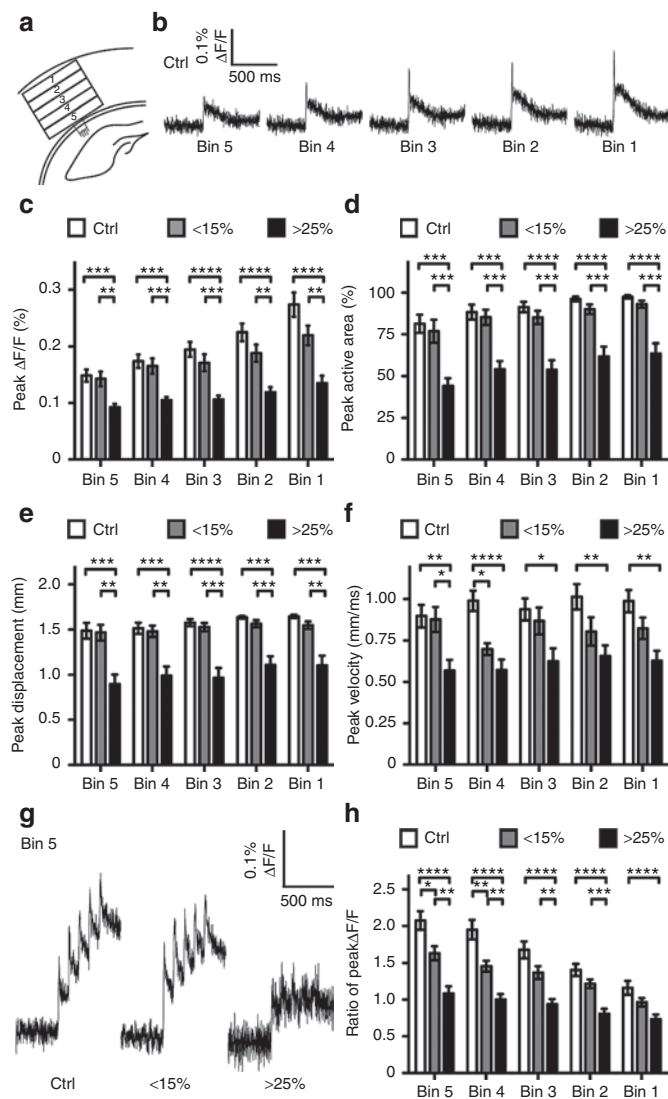 a
1
2
3
4
5
b
Ctrl
0.1%
ΔF/F
500 ms
Bin 5 Bin 4 Bin 3 Bin 2 Bin 1
c
Ctrl <15% >25%
*** *** **** **** ****
** *** *** ** **
Peak ΔF/F (%)
0.3
0.2
0.1
0
Bin 5 Bin 4 Bin 3 Bin 2 Bin 1
d
Ctrl <15% >25%
*** *** **** **** ****
*** *** *** *** ***
Peak active area (%)
100
75
50
25
0
Bin 5 Bin 4 Bin 3 Bin 2 Bin 1
e
Ctrl <15% >25%
*** *** **** *** ***
** ** *** *** **
Peak displacement (mm)
2.0
1.5
1.0
0.5
0
Bin 5 Bin 4 Bin 3 Bin 2 Bin 1
f
Ctrl <15% >25%
** **** * ** **
* *
Peak velocity (mm/ms)
1.00
0.75
0.50
0.25
0
Bin 5 Bin 4 Bin 3 Bin 2 Bin 1
g
Bin 5
0.1%
ΔF/F
500 ms
Ctrl <15% >25%
h
Ctrl <15% >25%
**** **** **** **** ****
* ** ** ** ** ***
Ratio of peakΔF/F
2.5
2.0
1.5
1.0
0.5
0
Bin 5 Bin 4 Bin 3 Bin 2 Bin 1